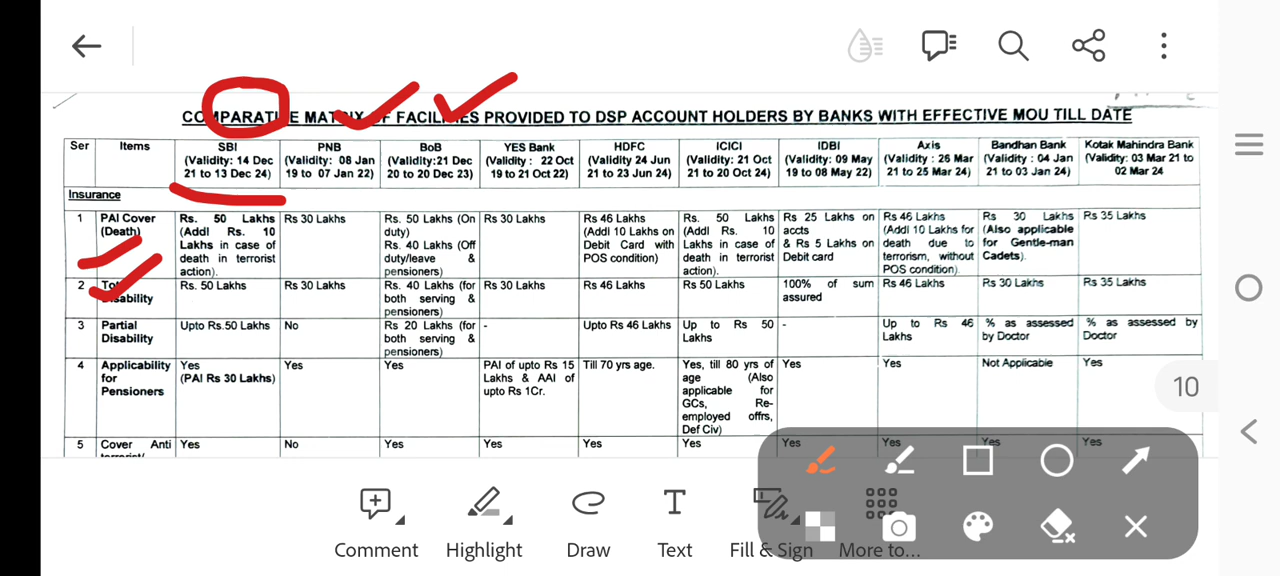 COMPARATIVE MATRIX OF FACILITIES PROVIDED TO DSP ACCOUNT HOLDERS BY BANKS WITH EFFECTIVE MOU TILL DATE
Ser
Items
SBI
(Validity: 14 Dec
21 to 13 Dec 24)
PNB
(Validity: 08 Jan
19 to 07 Jan 22)
BoB
(Validity:21 Dec
20 to 20 Dec 23)
YES Bank
(Validity : 22 Oct
19 to 21 Oct 22)
HDFC
(Validity 24 Jun
21 to 23 Jun 24)
ICICI
(Validity: 21 Oct
21 to 20 Oct 24)
IDBI
(Validity: 09 May
19 to 08 May 22)
Axis
(Validity : 26 Mar
21 to 25 Mar 24)
Bandhan Bank
(Validity : 04 Jan
21 to 03 Jan 24)
Kotak Mahindra Bank
(Validity: 03 Mar 21 to
02 Mar 24
Insurance
1
PAI Cover
(Death)
Rs. 50 Lakhs
(Addl Rs. 10
Lakhs in case of
death in terrorist
action).
Rs 30 Lakhs
Rs. 50 Lakhs (On
duty)
Rs. 40 Lakhs (Off
duty/leave &
pensioners)
Rs 30 Lakhs
Rs 46 Lakhs
(Addl 10 Lakhs on
Debit Card with
POS condition)
Rs. 50 Lakhs
(Addl Rs. 10
Lakhs in case of
death in terrorist
action).
Rs 25 Lakhs on
accts
& Rs 5 Lakhs on
Debit card
Rs 46 Lakhs
(Addl 10 Lakhs for
death due to
terrorism, without
POS condition).
Rs 30 Lakhs
(Also applicable
for Gentle-man
Cadets).
Rs 35 Lakhs
2
Disability
Rs. 50 Lakhs
Rs 30 Lakhs
Rs. 40 Lakhs (for
both serving &
pensioners)
Rs 30 Lakhs
Rs 46 Lakhs
Rs 50 Lakhs
100% of sum
assured
Rs 46 Lakhs
Rs 30 Lakhs
Rs 35 Lakhs
3
Partial
Disability
Upto Rs.50 Lakhs
No
Rs 20 Lakhs (for
both serving &
pensioners)
-
Upto Rs 46 Lakhs
Up to Rs 50
Lakhs
-
Up to Rs 46
Lakhs
% as assessed
by Doctor
% as assessed by
Doctor
4
Applicability
for
Pensioners
Yes
(PAI Rs 30 Lakhs)
Yes
Yes
PAI of upto Rs 15
Lakhs & AAI of
upto Rs 1Cr.
Till 70 yrs age.
Yes, till 80 yrs of
age (Also
applicable for
GCs, Re-
employed offrs,
Def Civ)
Yes
Yes
Not Applicable
Yes
10
5
Cover Anti
Yes
No
Yes
Yes
Yes
Yes
Yes
Yes
Yes
Yes
Comment
Highlight
Draw
Text
Fill & Sign
More to...